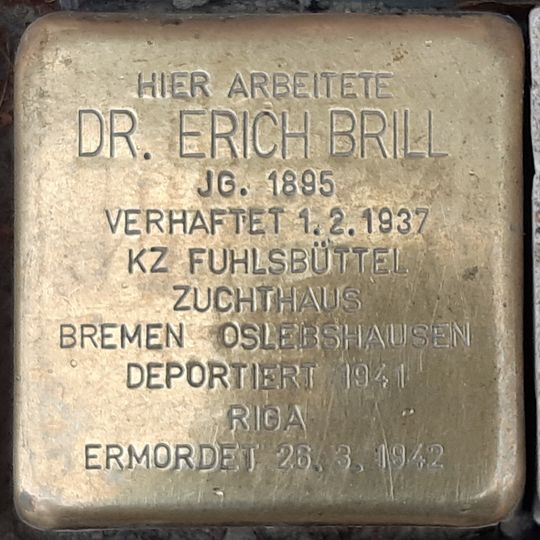 HIER ARBEITETE
DR. ERICH BRILL
JG. 1895
VERHAFTET 1.2.1937
KZ FUHLSBÜTTEL
ZUCHTHAUS
BREMEN OSLEBSHAUSEN
DEPORTIERT 1941
RIGA
ERMORDET 26.3.1942